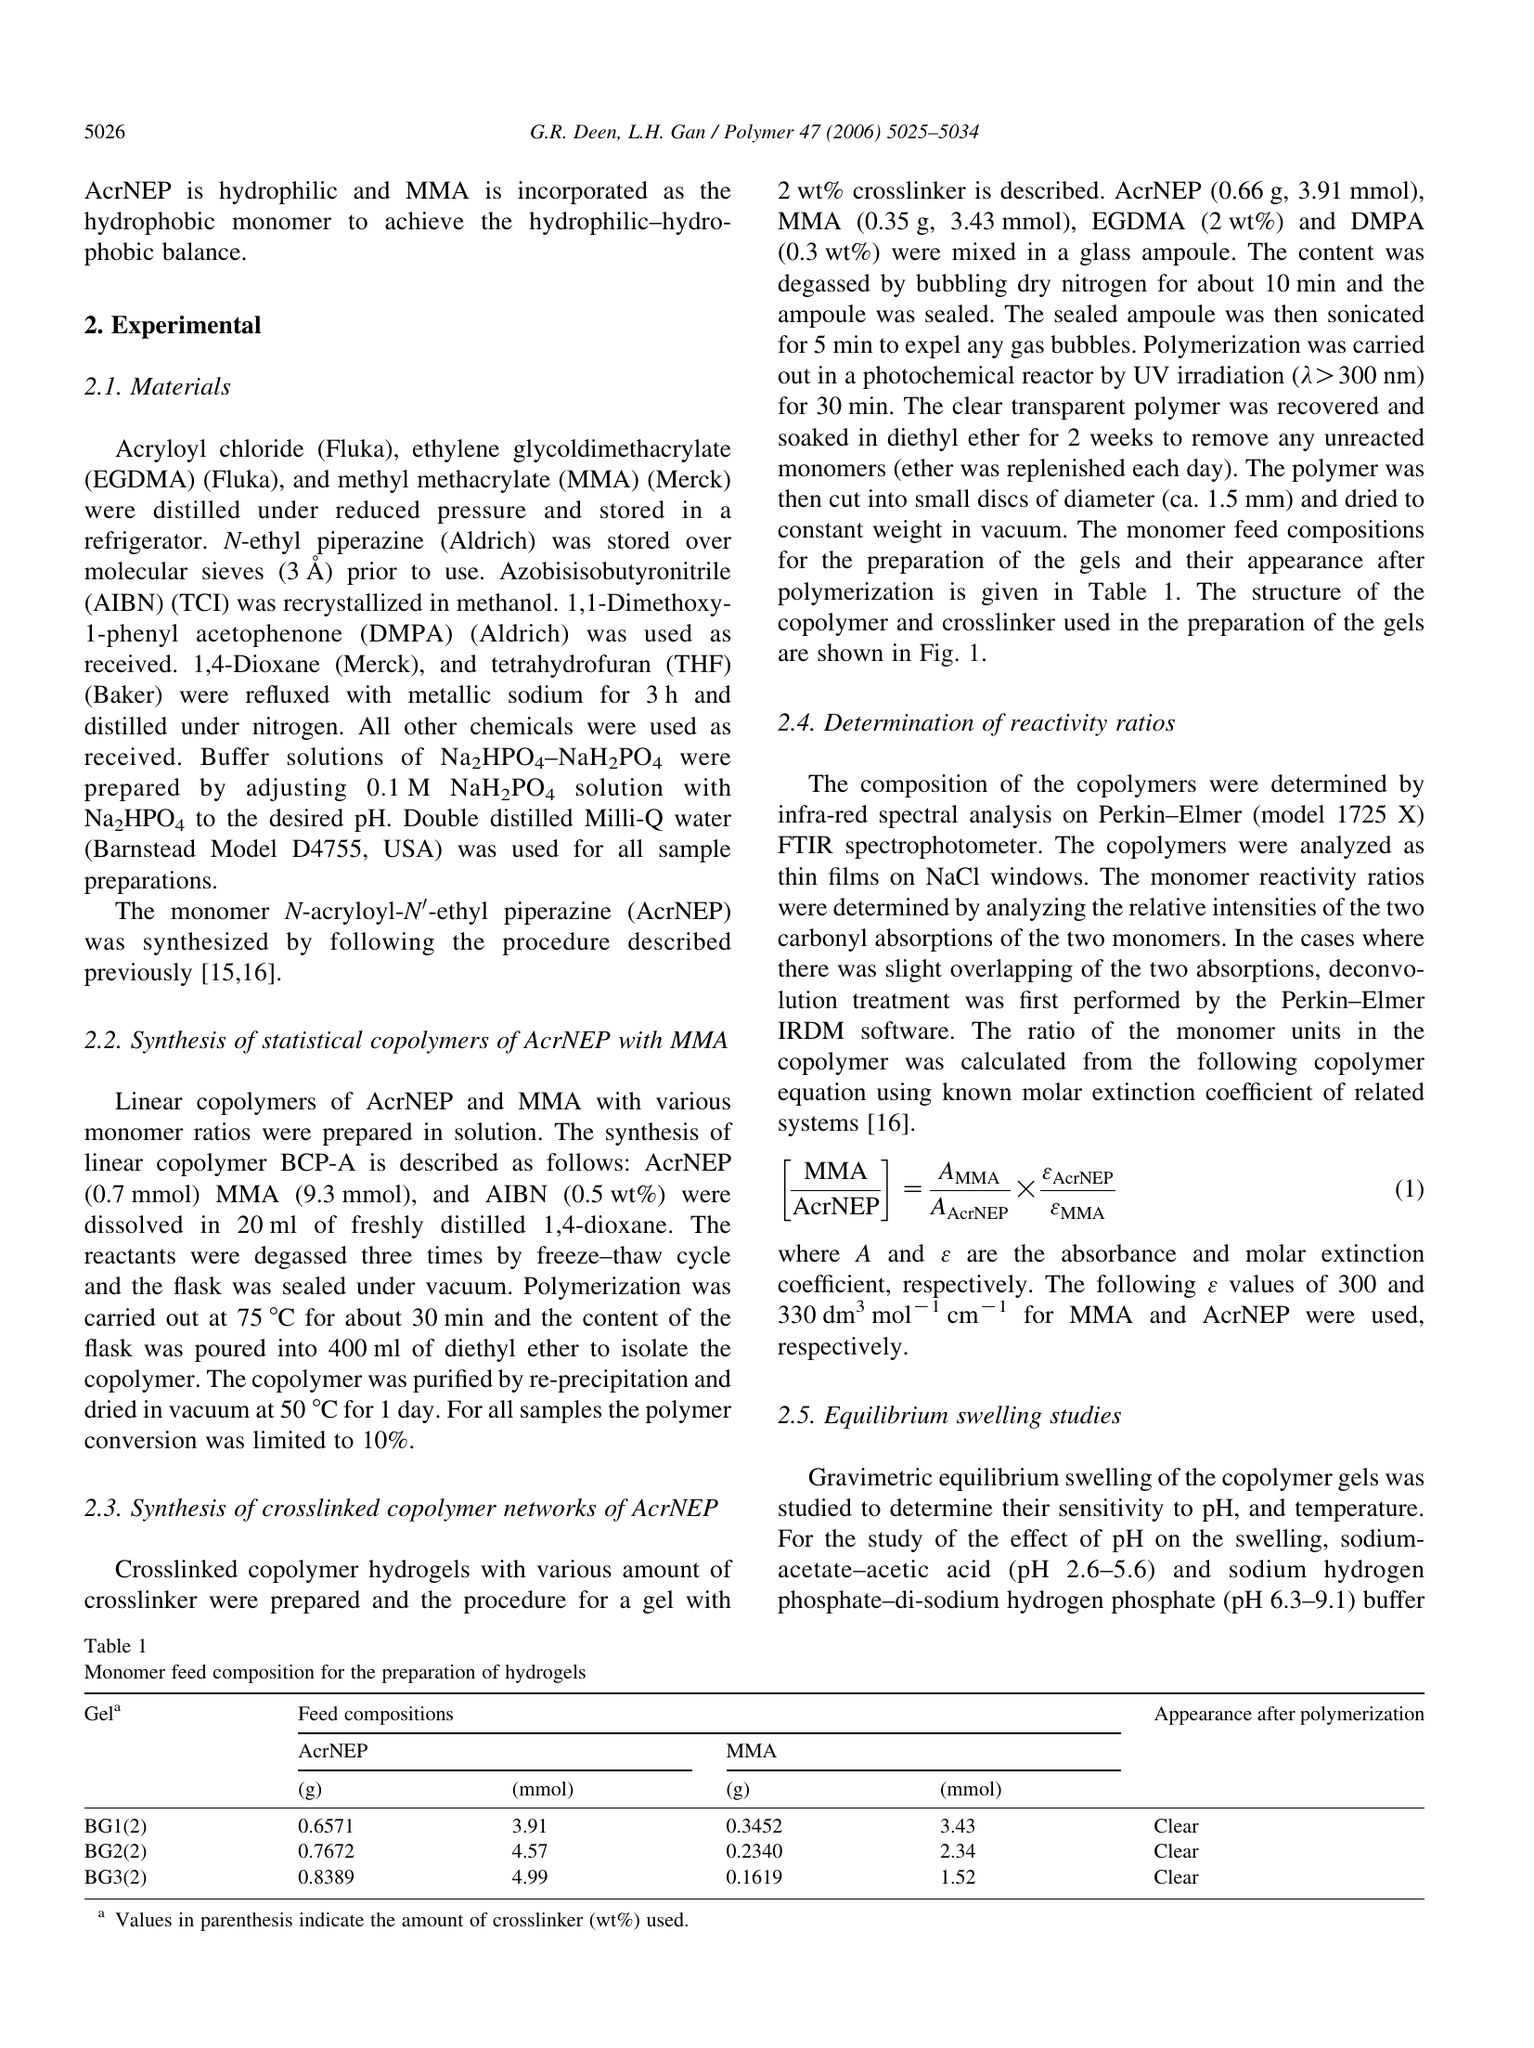 5026
G.R. Deen, L.H. Gan / Polymer 47 (2006) 5025–5034
AcrNEP is hydrophilic and MMA is incorporated as the
hydrophobic monomer to achieve the hydrophilic–hydro-
phobic balance.
2. Experimental
2.1. Materials
Acryloyl chloride (Fluka), ethylene glycoldimethacrylate
(EGDMA) (Fluka), and methyl methacrylate (MMA) (Merck)
were distilled under reduced pressure and stored in a
refrigerator. N-ethyl piperazine (Aldrich) was stored over
molecular sieves (3 Å) prior to use. Azobisisobutyronitrile
(AIBN) (TCI) was recrystallized in methanol. 1,1-Dimethoxy-
1-phenyl acetophenone (DMPA) (Aldrich) was used as
received. 1,4-Dioxane (Merck), and tetrahydrofuran (THF)
(Baker) were refluxed with metallic sodium for 3 h and
distilled under nitrogen. All other chemicals were used as
received. Buffer solutions of Na₂HPO₄–NaH₂PO₄ were
prepared by adjusting 0.1 M NaH₂PO₄ solution with
Na₂HPO₄ to the desired pH. Double distilled Milli-Q water
(Barnstead Model D4755, USA) was used for all sample
preparations.
The monomer N-acryloyl-N′-ethyl piperazine (AcrNEP)
was synthesized by following the procedure described
previously [15,16].
2.2. Synthesis of statistical copolymers of AcrNEP with MMA
Linear copolymers of AcrNEP and MMA with various
monomer ratios were prepared in solution. The synthesis of
linear copolymer BCP-A is described as follows: AcrNEP
(0.7 mmol) MMA (9.3 mmol), and AIBN (0.5 wt%) were
dissolved in 20 ml of freshly distilled 1,4-dioxane. The
reactants were degassed three times by freeze–thaw cycle
and the flask was sealed under vacuum. Polymerization was
carried out at 75 °C for about 30 min and the content of the
flask was poured into 400 ml of diethyl ether to isolate the
copolymer. The copolymer was purified by re-precipitation and
dried in vacuum at 50 °C for 1 day. For all samples the polymer
conversion was limited to 10%.
2.3. Synthesis of crosslinked copolymer networks of AcrNEP
Crosslinked copolymer hydrogels with various amount of
crosslinker were prepared and the procedure for a gel with
2 wt% crosslinker is described. AcrNEP (0.66 g, 3.91 mmol),
MMA (0.35 g, 3.43 mmol), EGDMA (2 wt%) and DMPA
(0.3 wt%) were mixed in a glass ampoule. The content was
degassed by bubbling dry nitrogen for about 10 min and the
ampoule was sealed. The sealed ampoule was then sonicated
for 5 min to expel any gas bubbles. Polymerization was carried
out in a photochemical reactor by UV irradiation (λ>300 nm)
for 30 min. The clear transparent polymer was recovered and
soaked in diethyl ether for 2 weeks to remove any unreacted
monomers (ether was replenished each day). The polymer was
then cut into small discs of diameter (ca. 1.5 mm) and dried to
constant weight in vacuum. The monomer feed compositions
for the preparation of the gels and their appearance after
polymerization is given in Table 1. The structure of the
copolymer and crosslinker used in the preparation of the gels
are shown in Fig. 1.
2.4. Determination of reactivity ratios
The composition of the copolymers were determined by
infra-red spectral analysis on Perkin–Elmer (model 1725 X)
FTIR spectrophotometer. The copolymers were analyzed as
thin films on NaCl windows. The monomer reactivity ratios
were determined by analyzing the relative intensities of the two
carbonyl absorptions of the two monomers. In the cases where
there was slight overlapping of the two absorptions, deconvo-
lution treatment was first performed by the Perkin–Elmer
IRDM software. The ratio of the monomer units in the
copolymer was calculated from the following copolymer
equation using known molar extinction coefficient of related
systems [16].
[MMA/AcrNEP] = A_MMA/A_AcrNEP × ε_AcrNEP/ε_MMA (1)
where A and ε are the absorbance and molar extinction
coefficient, respectively. The following ε values of 300 and
330 dm³ mol⁻¹ cm⁻¹ for MMA and AcrNEP were used,
respectively.
2.5. Equilibrium swelling studies
Gravimetric equilibrium swelling of the copolymer gels was
studied to determine their sensitivity to pH, and temperature.
For the study of the effect of pH on the swelling, sodium-
acetate–acetic acid (pH 2.6–5.6) and sodium hydrogen
phosphate–di-sodium hydrogen phosphate (pH 6.3–9.1) buffer
Table 1
Monomer feed composition for the preparation of hydrogels
Gelᵃ Feed compositions Appearance after polymerization
AcrNEP MMA
(g) (mmol) (g) (mmol)
BG1(2) 0.6571 3.91 0.3452 3.43 Clear
BG2(2) 0.7672 4.57 0.2340 2.34 Clear
BG3(2) 0.8389 4.99 0.1619 1.52 Clear
ᵃ Values in parenthesis indicate the amount of crosslinker (wt%) used.